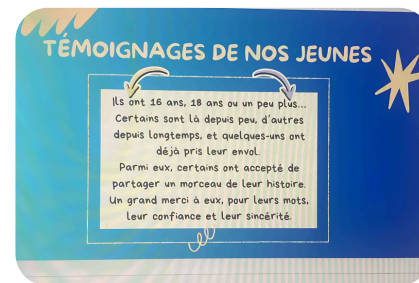 TÉMOIGNAGES DE NOS JEUNES
Ils ont 16 ans, 18 ans ou un peu plus...
Certains sont là depuis peu, d'autres
depuis longtemps, et quelques-uns ont
déjà pris leur envol.
Parmi eux, certains ont accepté de
partager un morceau de leur histoire.
Un grand merci à eux, pour leurs mots,
leur confiance et leur sincérité.